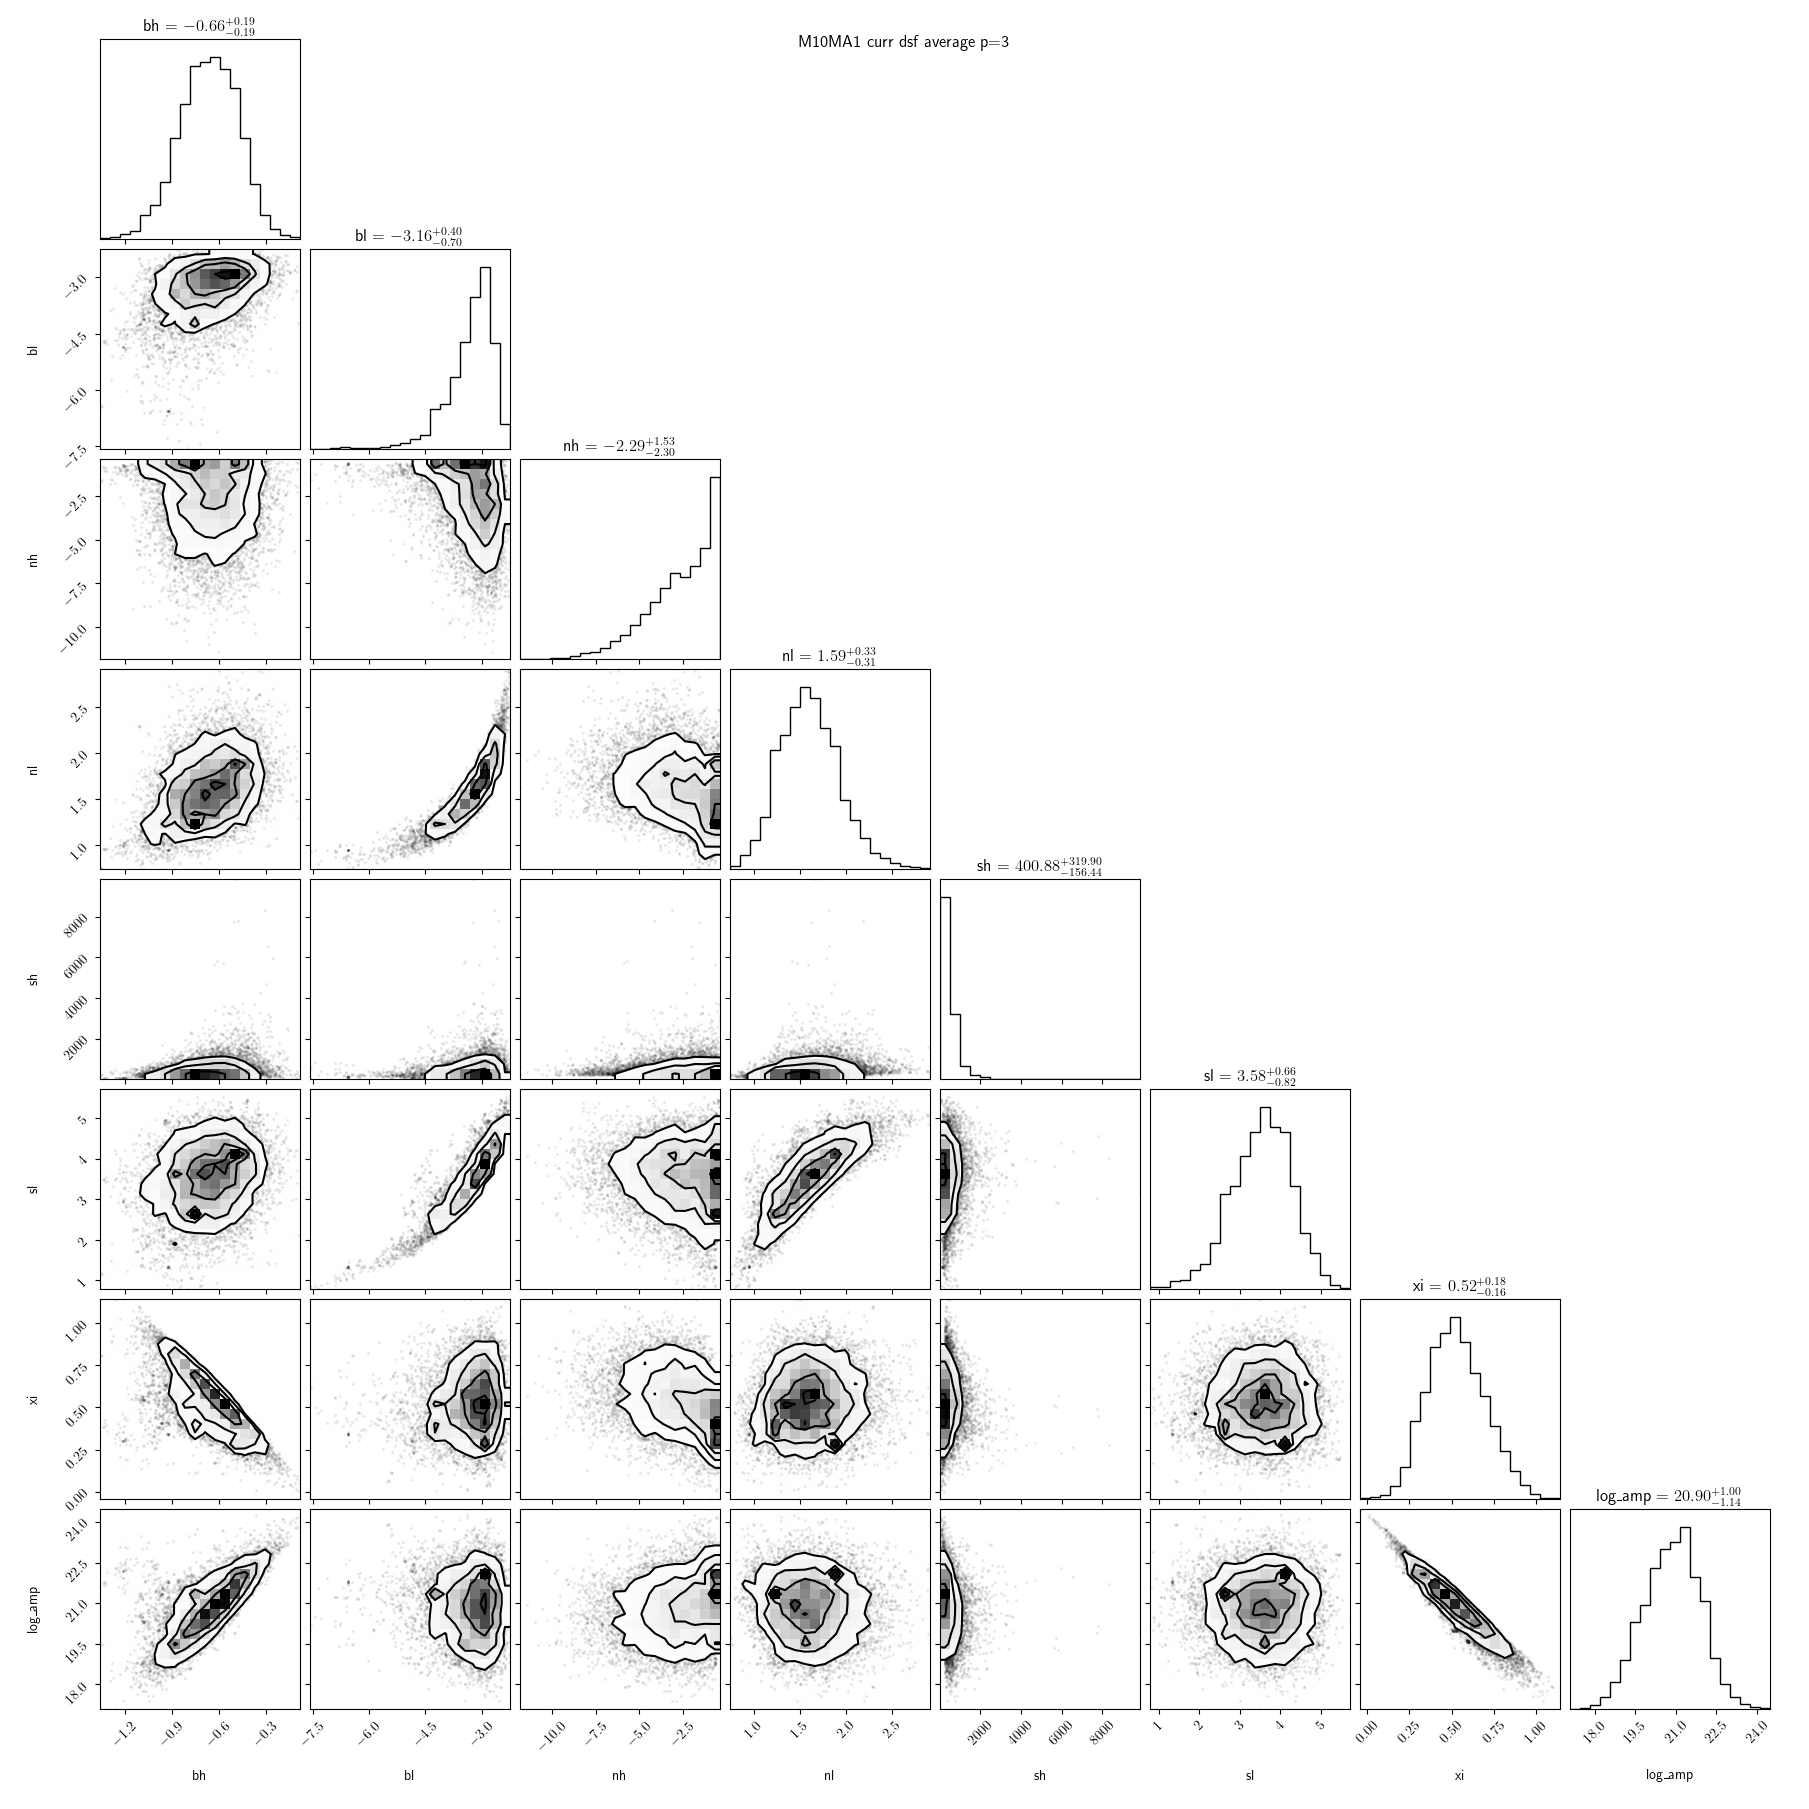 bh = −0.66+0.19−0.19
M10MA1 curr dsf average p=3
bl = −3.16+0.40−0.70
−3.0
−4.5
−6.0
−7.5
bl
nh = −2.29+1.53−2.30
−2.5
−5.0
−7.5
−10.0
nh
nl = 1.59+0.33−0.31
2.5
2.0
1.5
1.0
nl
sh = 400.88+319.90−156.44
8000
6000
4000
2000
sh
sl = 3.58+0.66−0.82
5
4
3
2
1
sl
xi = 0.52+0.18−0.16
1.00
0.75
0.50
0.25
0.00
xi
log_amp = 20.90+1.00−1.14
24.0
22.5
21.0
19.5
18.0
log_amp
−1.2 −0.9 −0.6 −0.3 −7.5 −6.0 −4.5 −3.0 −10.0 −7.5 −5.0 −2.5 1.0 1.5 2.0 2.5 2000 4000 6000 8000 1 2 3 4 5 0.00 0.25 0.50 0.75 1.00 18.0 19.5 21.0 22.5 24.0
bh bl nh nl sh sl xi log_amp